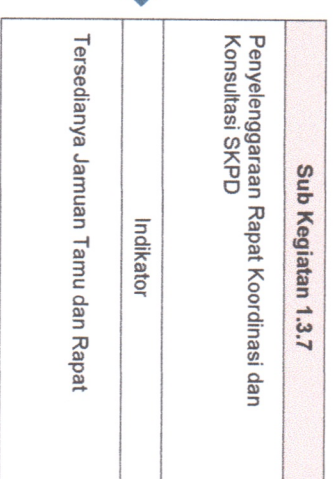 Sub Kegiatan 1.3.7
Penyelenggaraan Rapat Koordinasi dan
Konsultasi SKPD
Indikator
Tersedianya Jamuan Tamu dan Rapat